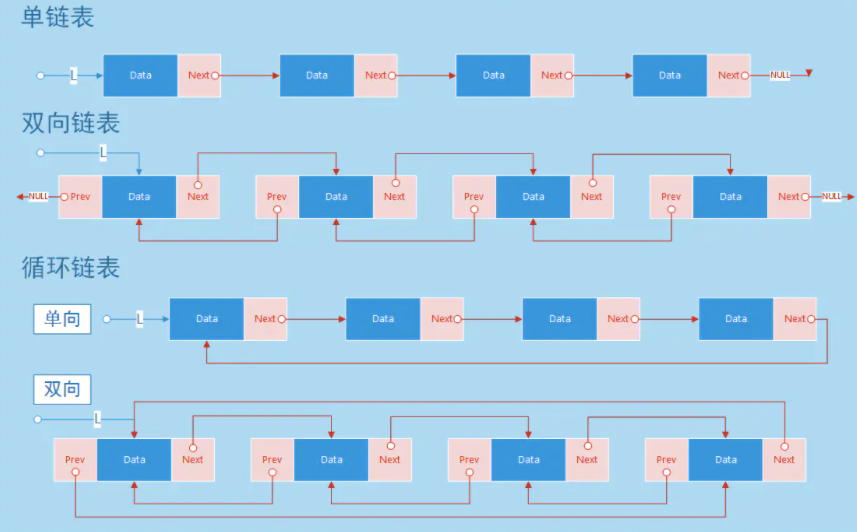 单链表
L Data Next Data Next Data Next Data Next NULL
双向链表
L
NULL Prev Data Next Prev Data Next Prev Data Next Prev Data Next NULL
循环链表
单向 L Data Next Data Next Data Next Data Next
双向
L
Prev Data Next Prev Data Next Prev Data Next Prev Data Next